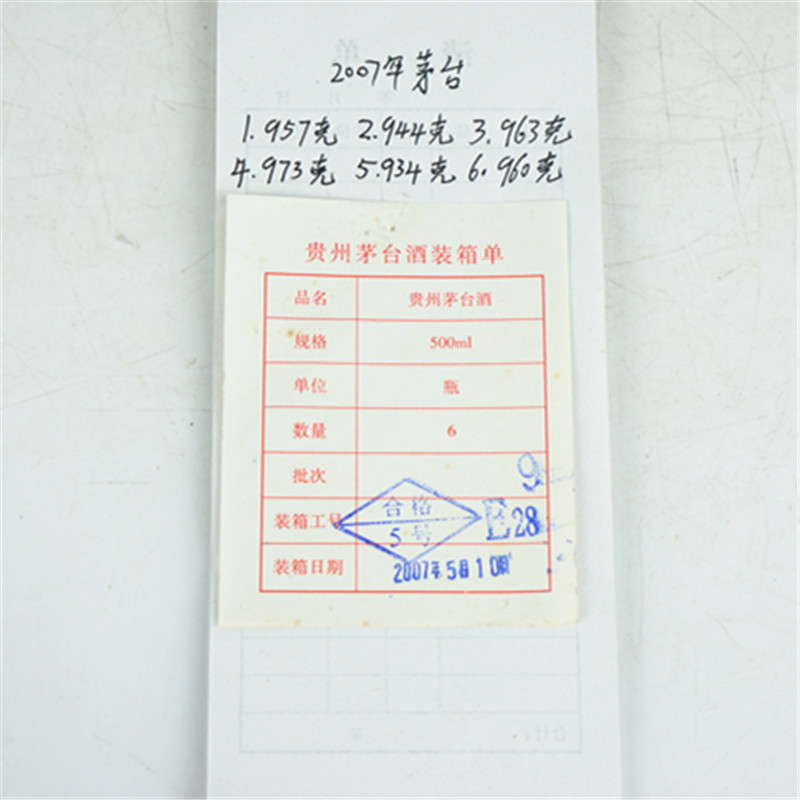 2007年茅台
1.957克 2.944克 3.963克
4.973克 5.934克 6.960克
贵州茅台酒装箱单
品名 贵州茅台酒
规格 500ml
单位 瓶
数量 6
批次 9
装箱工号 合格 5号 E28
装箱日期 2007年5月10日